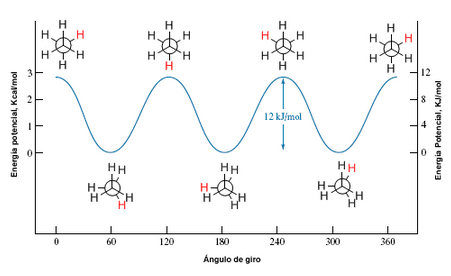 H
H H
H H
H
H
H H
H H
H
H
H H
H H
H
H
H H
H H
H
Energía potencial, Kcal/mol
3
2
1
0
12 kJ/mol
12
8
4
0
Energía Potencial, KJ/mol
H H
H H
H H
H H
H H
H H
H H
H H
H H
0 60 120 180 240 300 360
Ángulo de giro